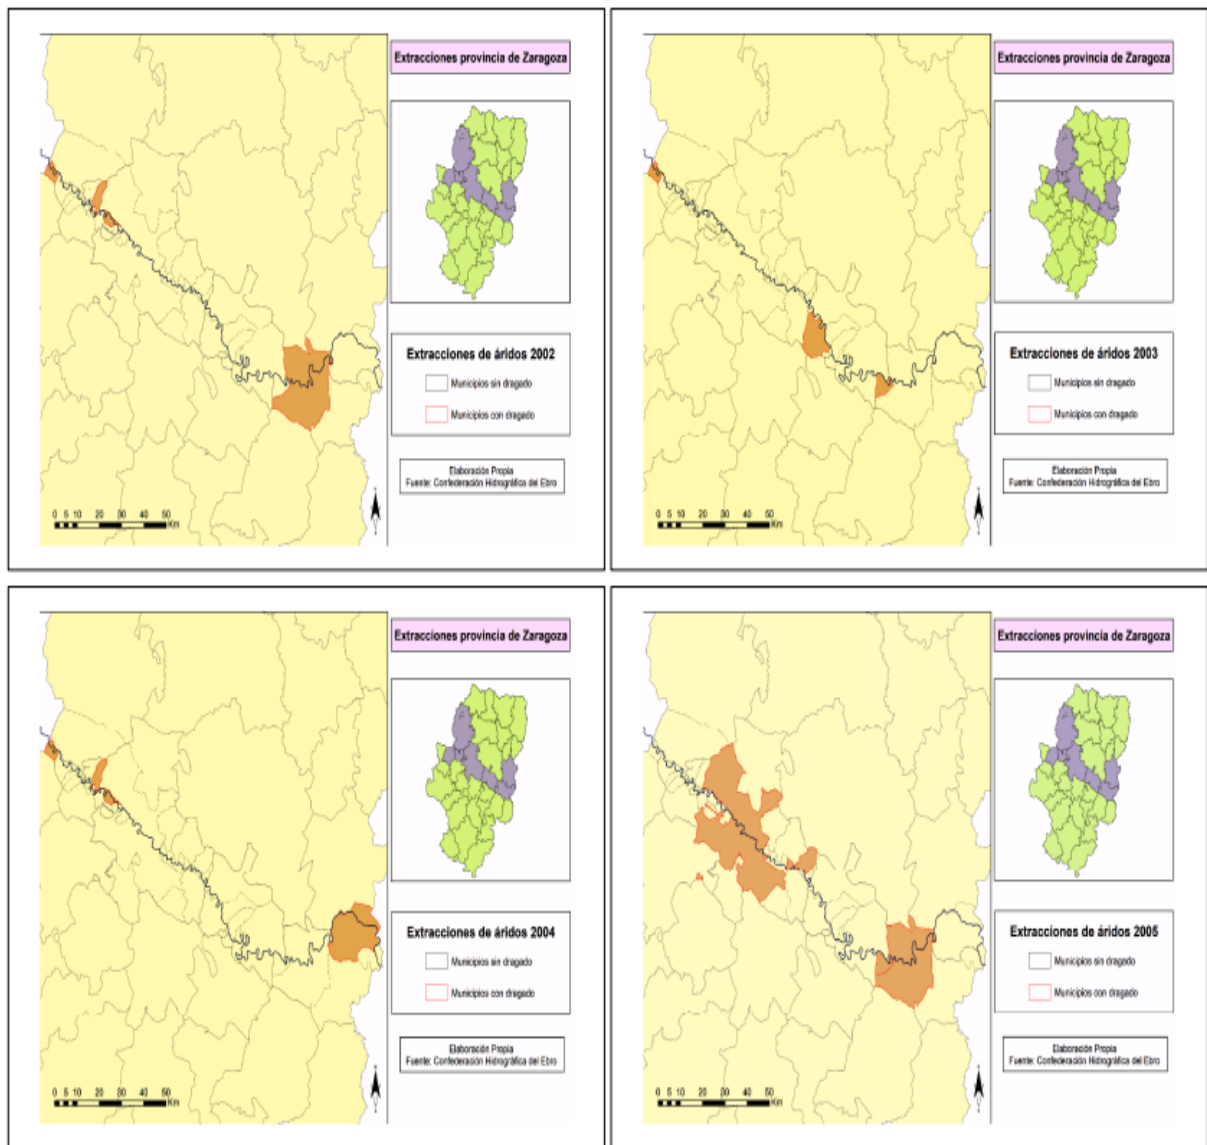 Extracciones provincia de Zaragoza
Extracciones de áridos 2002
Municipios sin dragado
Municipios con dragado
Elaboración Propia
Fuente: Confederación Hidrográfica del Ebro
0 5 10 20 30 40 50
Km
Extracciones provincia de Zaragoza
Extracciones de áridos 2003
Municipios sin dragado
Municipios con dragado
Elaboración Propia
Fuente: Confederación Hidrográfica del Ebro
0 5 10 20 30 40 50
Km
Extracciones provincia de Zaragoza
Extracciones de áridos 2004
Municipios sin dragado
Municipios con dragado
Elaboración Propia
Fuente: Confederación Hidrográfica del Ebro
0 5 10 20 30 40 50
Km
Extracciones provincia de Zaragoza
Extracciones de áridos 2005
Municipios sin dragado
Municipios con dragado
Elaboración Propia
Fuente: Confederación Hidrográfica del Ebro
0 5 10 20 30 40 50
Km